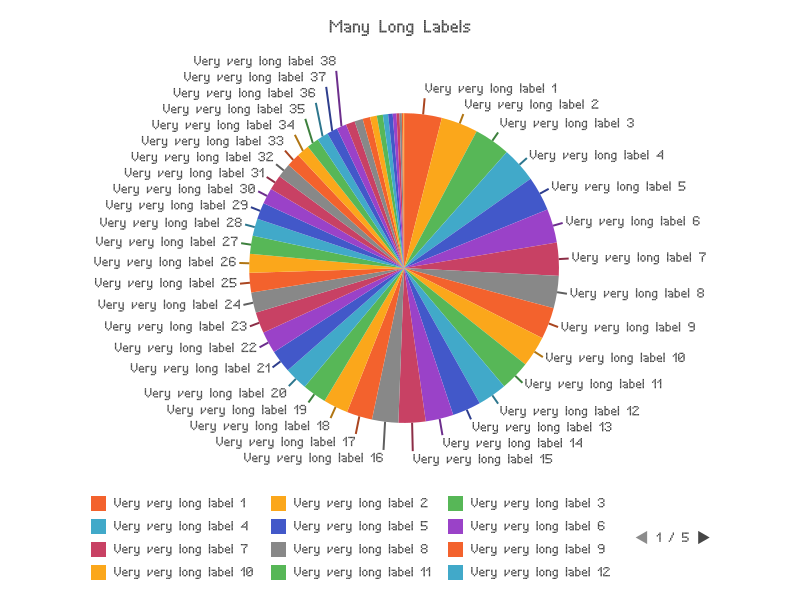 Many Long Labels
Very very long label 38
Very very long label 37
Very very long label 36
Very very long label 35
Very very long label 34
Very very long label 33
Very very long label 32
Very very long label 31
Very very long label 30
Very very long label 29
Very very long label 28
Very very long label 27
Very very long label 26
Very very long label 25
Very very long label 24
Very very long label 23
Very very long label 22
Very very long label 21
Very very long label 20
Very very long label 19
Very very long label 18
Very very long label 17
Very very long label 16
Very very long label 1
Very very long label 2
Very very long label 3
Very very long label 4
Very very long label 5
Very very long label 6
Very very long label 7
Very very long label 8
Very very long label 9
Very very long label 10
Very very long label 11
Very very long label 12
Very very long label 13
Very very long label 14
Very very long label 15
Very very long label 1 Very very long label 2 Very very long label 3
Very very long label 4 Very very long label 5 Very very long label 6
Very very long label 7 Very very long label 8 Very very long label 9
Very very long label 10 Very very long label 11 Very very long label 12
1 / 5